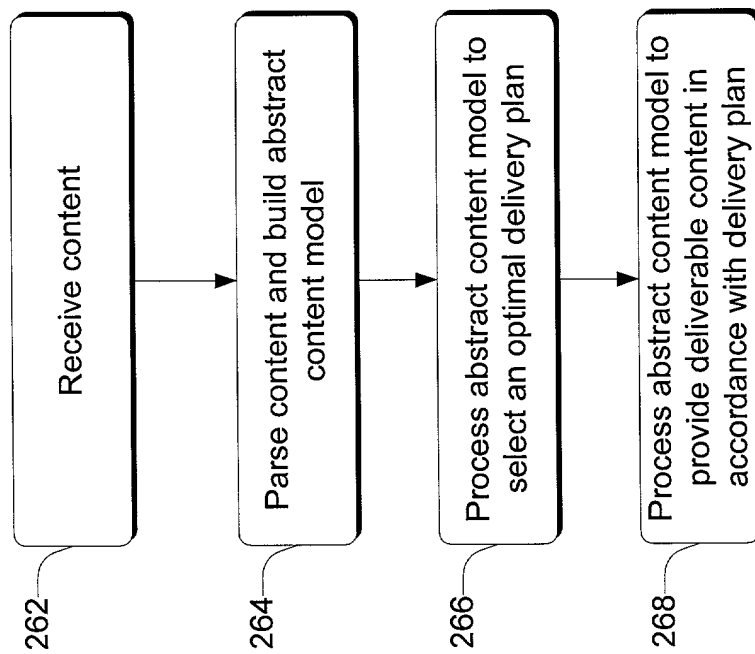 262
Receive content
264
Parse content and build abstract
content model
266
Process abstract content model to
select an optimal delivery plan
268
Process abstract content model to
provide deliverable content in
accordance with delivery plan